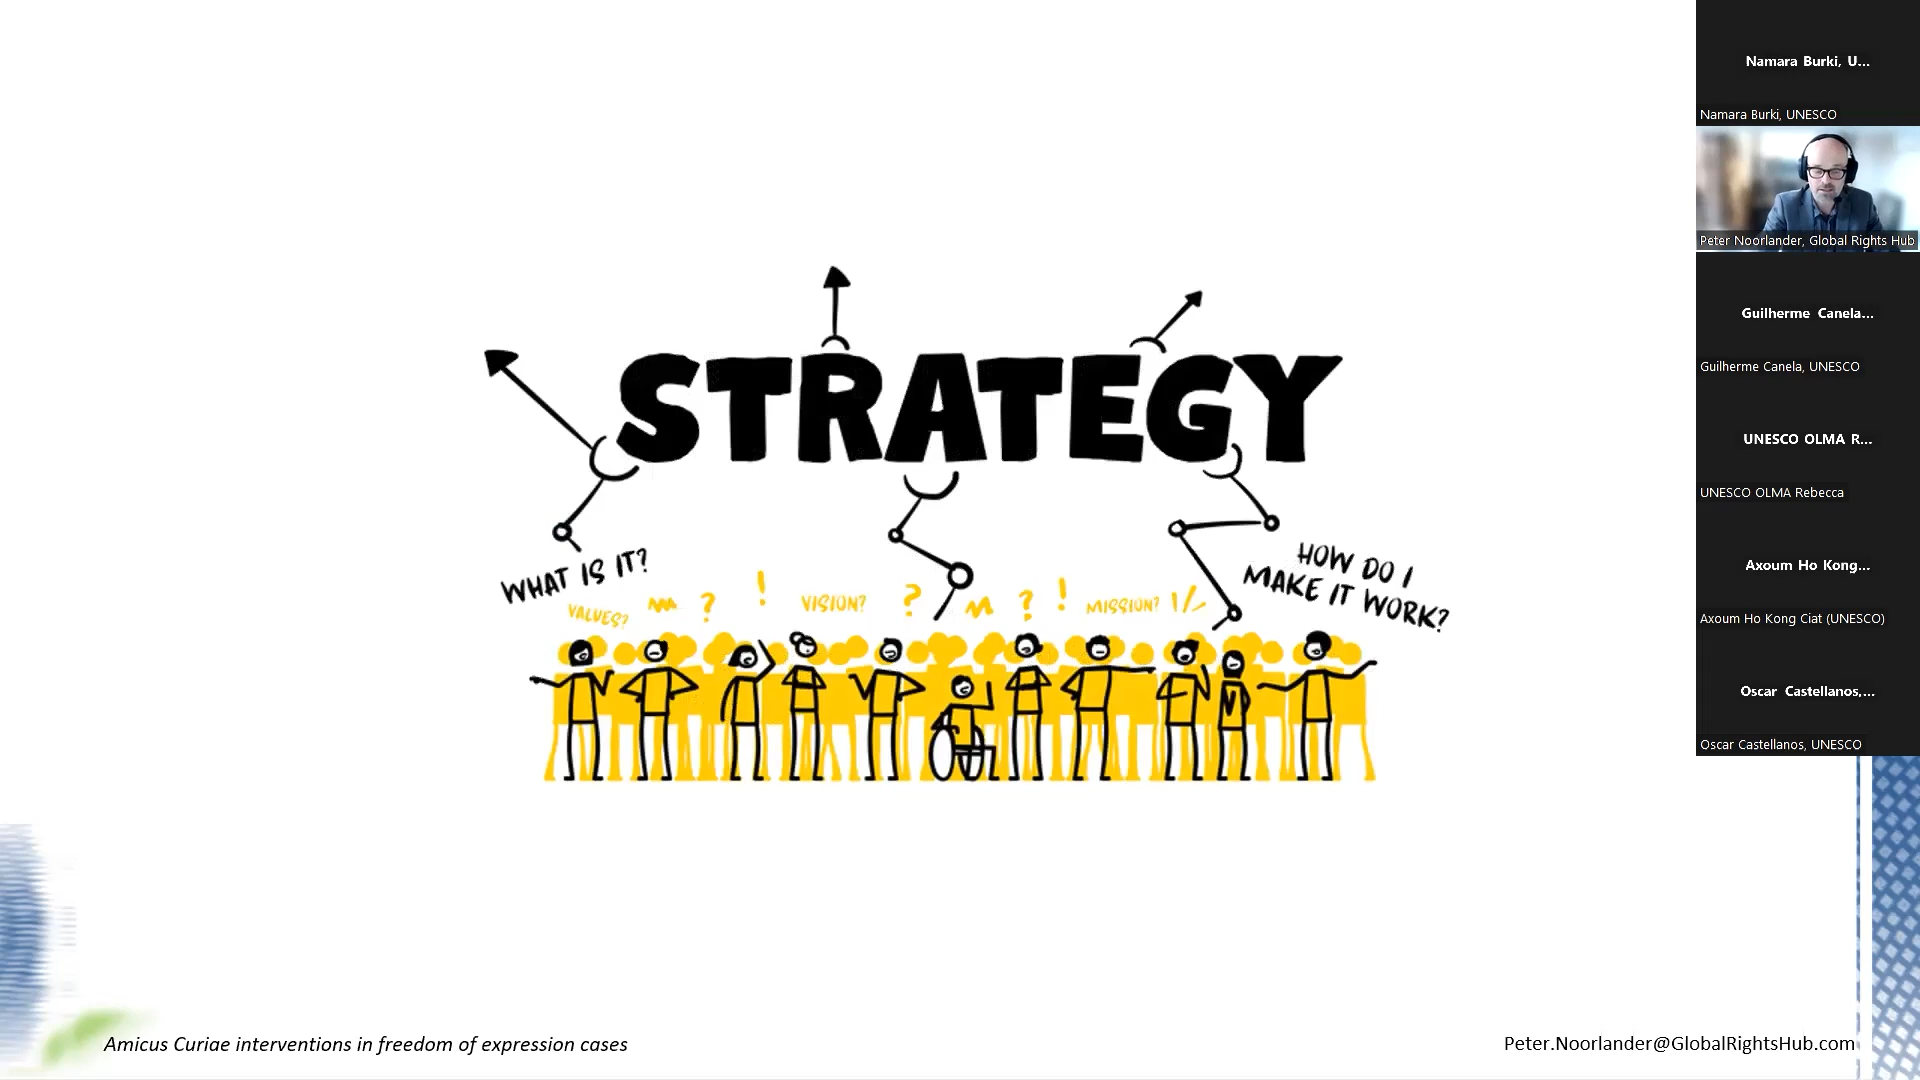 STRATEGY
WHAT IS IT?
HOW DO I
MAKE IT WORK?
VALUES?
?
!
VISION?
?
?
!
MISSION?
Amicus Curiae interventions in freedom of expression cases
Peter.Noorlander@GlobalRightsHub.com
Namara Burki, U...
Namara Burki, UNESCO
Peter Noorlander, Global Rights Hub
Guilherme Canela...
Guilherme Canela, UNESCO
UNESCO OLMA R...
UNESCO OLMA Rebecca
Axoum Ho Kong...
Axoum Ho Kong Ciat (UNESCO)
Oscar Castellanos,...
Oscar Castellanos, UNESCO